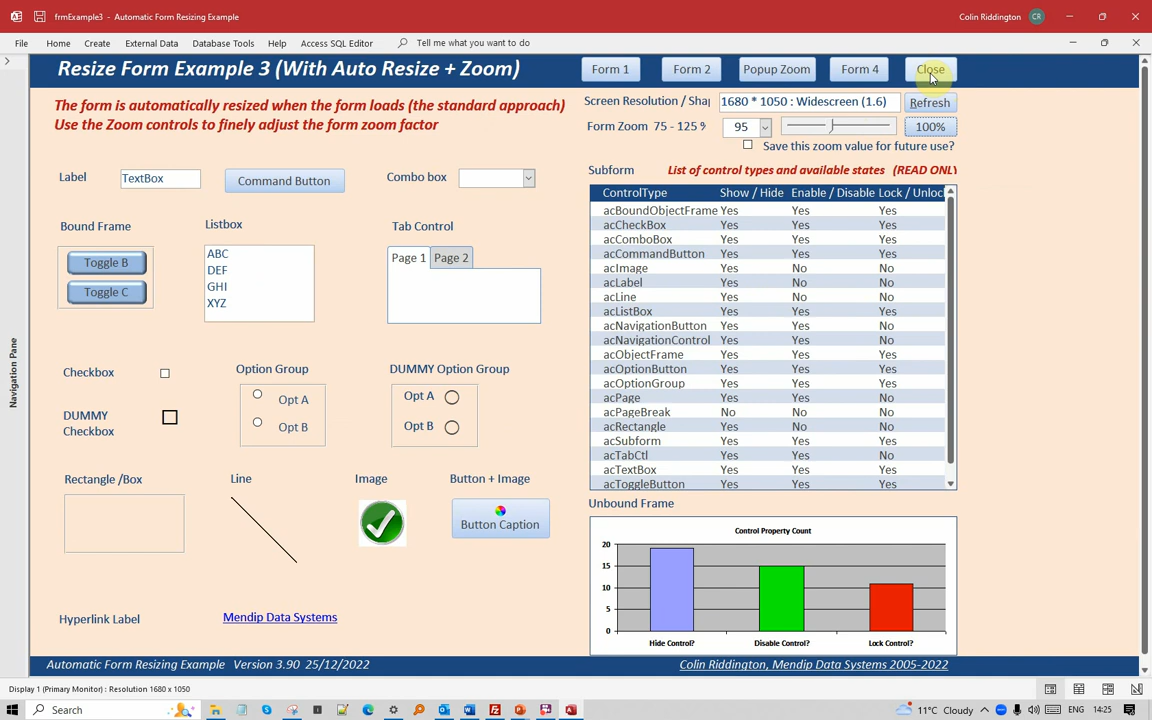 frmExample3 - Automatic Form Resizing Example
Colin Riddington CR
File Home Create External Data Database Tools Help Access SQL Editor Tell me what you want to do
Resize Form Example 3 (With Auto Resize + Zoom)
Form 1 Form 2 Popup Zoom Form 4 Close
The form is automatically resized when the form loads (the standard approach)
Use the Zoom controls to finely adjust the form zoom factor
Screen Resolution / Shap 1680 * 1050 : Widescreen (1.6) Refresh
Form Zoom 75 - 125 % 95 100%
Save this zoom value for future use?
Label TextBox Command Button Combo box
Subform List of control types and available states (READ ONLY
ControlType Show / Hide Enable / Disable Lock / Unloc
acBoundObjectFrame Yes Yes Yes
acCheckBox Yes Yes Yes
acComboBox Yes Yes Yes
acCommandButton Yes Yes Yes
acImage Yes No No
acLabel Yes No No
acLine Yes No No
acListBox Yes Yes Yes
acNavigationButton Yes Yes No
acNavigationControl Yes Yes No
acObjectFrame Yes Yes Yes
acOptionButton Yes Yes Yes
acOptionGroup Yes Yes Yes
acPage Yes Yes No
acPageBreak No No No
acRectangle Yes No No
acSubform Yes Yes Yes
acTabCtl Yes Yes No
acTextBox Yes Yes Yes
acToggleButton Yes Yes Yes
Bound Frame
Toggle B
Toggle C
Listbox
ABC
DEF
GHI
XYZ
Tab Control
Page 1 Page 2
Checkbox
DUMMY
Checkbox
Option Group
Opt A
Opt B
DUMMY Option Group
Opt A
Opt B
Rectangle /Box Line Image Button + Image
Button Caption
Unbound Frame
Control Property Count
20
15
10
5
0
Hide Control? Disable Control? Lock Control?
Hyperlink Label Mendip Data Systems
Automatic Form Resizing Example Version 3.90 25/12/2022
Colin Riddington, Mendip Data Systems 2005-2022
Navigation Pane
Display 1 (Primary Monitor) : Resolution 1680 x 1050
Search
11°C Cloudy ENG 14:25